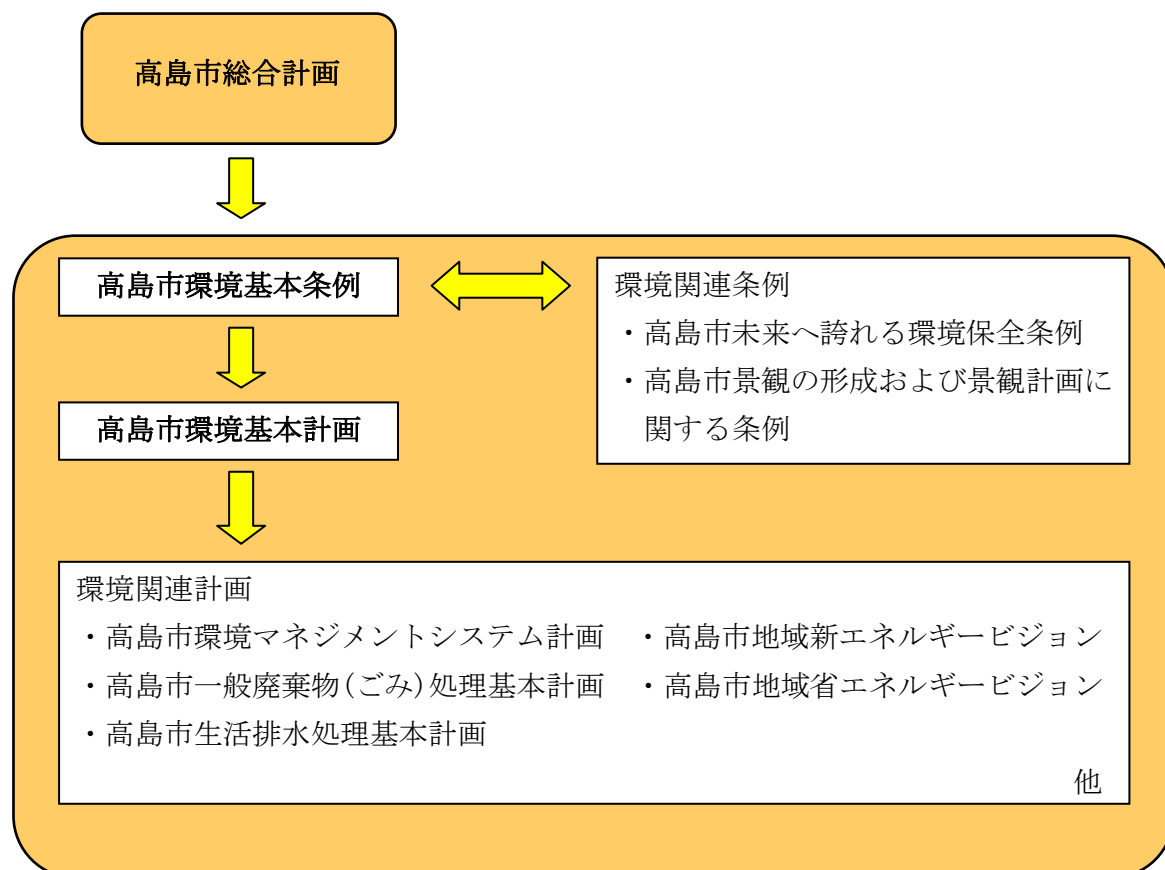 高島市総合計画
高島市環境基本条例
環境関連条例
・高島市未来へ誇れる環境保全条例
・高島市景観の形成および景観計画に
関する条例
高島市環境基本計画
環境関連計画
・高島市環境マネジメントシステム計画 ・高島市地域新エネルギービジョン
・高島市一般廃棄物(ごみ)処理基本計画 ・高島市地域省エネルギービジョン
・高島市生活排水処理基本計画
他